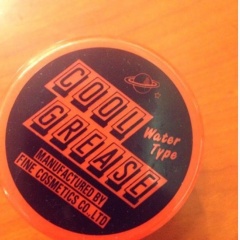 COOL
GREASE
Water
Type
MANUFACTURED BY
FINE COSMETICS CO., LTD